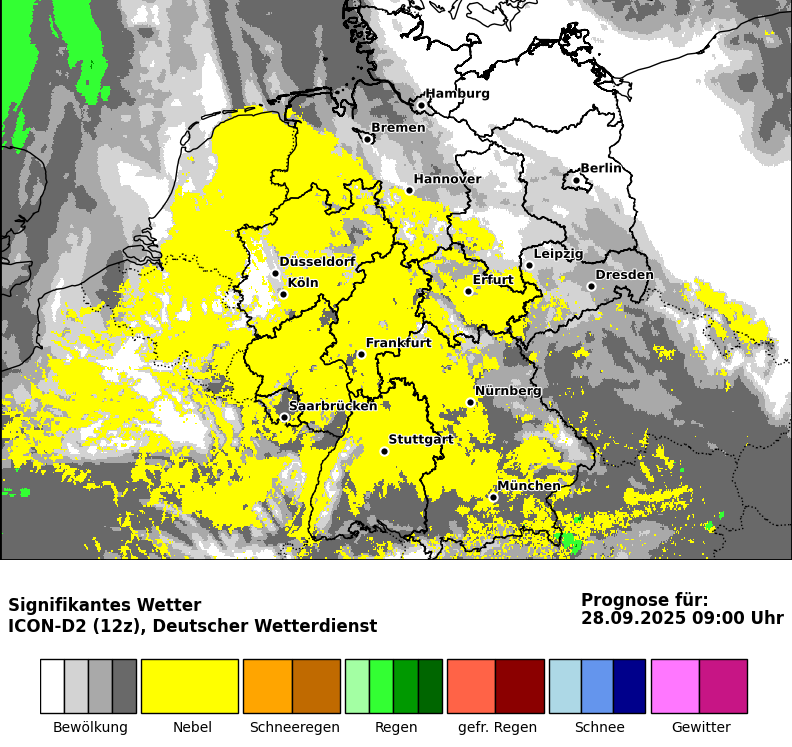 Hamburg
Bremen
Berlin
Hannover
Leipzig
Düsseldorf
Dresden
Köln
Erfurt
Frankfurt
Nürnberg
Saarbrücken
Stuttgart
München
Signifikantes Wetter
ICON-D2 (12z), Deutscher Wetterdienst
Prognose für:
28.09.2025 09:00 Uhr
Bewölkung Nebel Schneeregen Regen gefr. Regen Schnee Gewitter